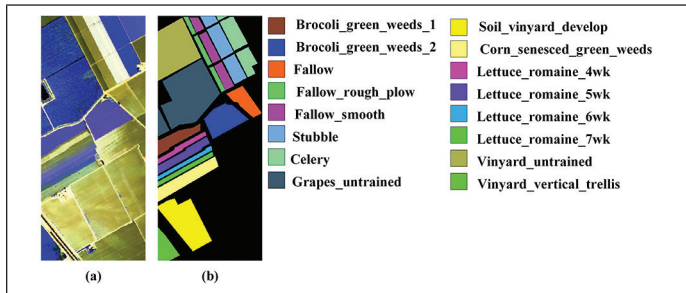 Brocoli_green_weeds_1
Brocoli_green_weeds_2
Fallow
Fallow_rough_plow
Fallow_smooth
Stubble
Celery
Grapes_untrained
Soil_vinyard_develop
Corn_senesced_green_weeds
Lettuce_romaine_4wk
Lettuce_romaine_5wk
Lettuce_romaine_6wk
Lettuce_romaine_7wk
Vinyard_untrained
Vinyard_vertical_trellis
(a)
(b)